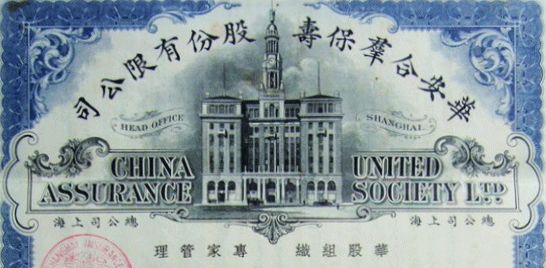 華安合羣保壽股份有限公司
HEAD OFFICE SHANGHAI.
CHINA UNITED
ASSURANCE SOCIETY LTD.
總公司上海 總公司上海
華股組織 專家管理